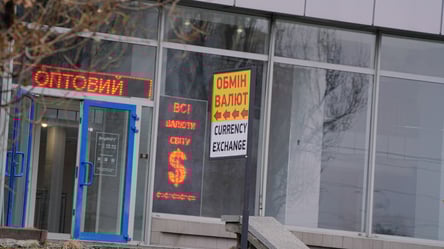 ОПТОВИЙ
ВСІ
ВАЛЮТИ
СВІТУ
$
ОБМІН
ВАЛЮТ
CURRENCY
EXCHANGE